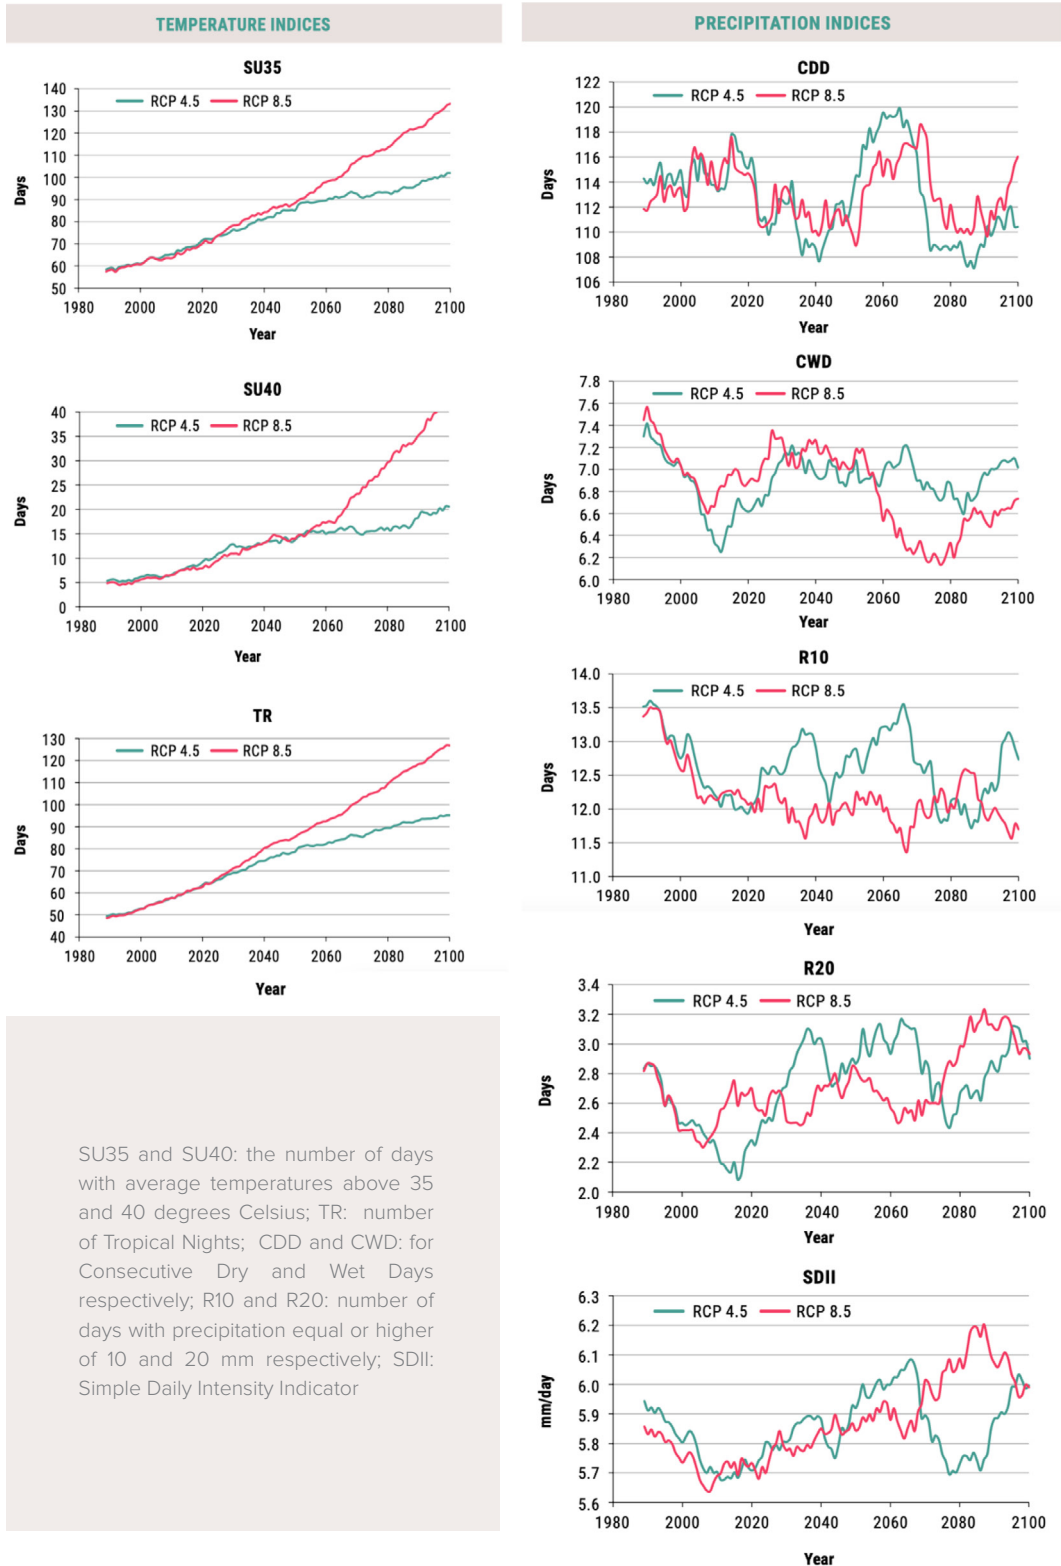 TEMPERATURE INDICES
SU35
RCP 4.5 RCP 8.5
140
130
120
110
100
90
80
70
60
50
Days
1980 2000 2020 2040 2060 2080 2100
Year
SU40
RCP 4.5 RCP 8.5
40
35
30
25
20
15
10
5
0
Days
1980 2000 2020 2040 2060 2080 2100
Year
TR
RCP 4.5 RCP 8.5
130
120
110
100
90
80
70
60
50
40
Days
1980 2000 2020 2040 2060 2080 2100
Year
SU35 and SU40: the number of days
with average temperatures above 35
and 40 degrees Celsius; TR: number
of Tropical Nights; CDD and CWD: for
Consecutive Dry and Wet Days
respectively; R10 and R20: number of
days with precipitation equal or higher
of 10 and 20 mm respectively; SDII:
Simple Daily Intensity Indicator
PRECIPITATION INDICES
CDD
RCP 4.5 RCP 8.5
122
120
118
116
114
112
110
108
106
Days
1980 2000 2020 2040 2060 2080 2100
Year
CWD
RCP 4.5 RCP 8.5
7.8
7.6
7.4
7.2
7.0
6.8
6.6
6.4
6.2
6.0
Days
1980 2000 2020 2040 2060 2080 2100
Year
R10
RCP 4.5 RCP 8.5
14.0
13.5
13.0
12.5
12.0
11.5
11.0
Days
1980 2000 2020 2040 2060 2080 2100
Year
R20
RCP 4.5 RCP 8.5
3.4
3.2
3.0
2.8
2.6
2.4
2.2
2.0
Days
1980 2000 2020 2040 2060 2080 2100
Year
SDII
RCP 4.5 RCP 8.5
6.3
6.2
6.1
6.0
5.9
5.8
5.7
5.6
mm/day
1980 2000 2020 2040 2060 2080 2100
Year